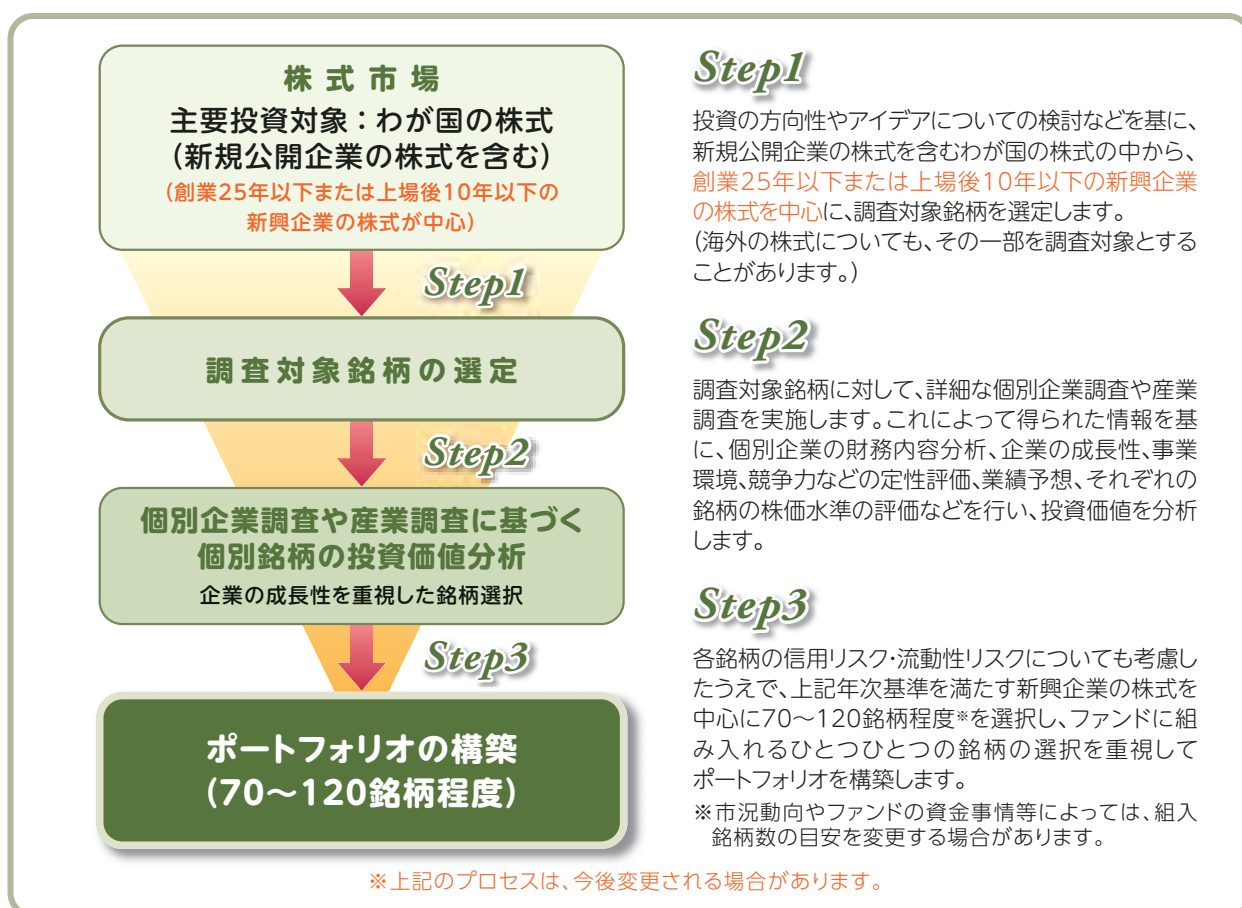 株式市場
主要投資対象：わが国の株式
(新規公開企業の株式を含む)
(創業25年以下または上場後10年以下の
新興企業の株式が中心)
Step1
調査対象銘柄の選定
Step2
個別企業調査や産業調査に基づく
個別銘柄の投資価値分析
企業の成長性を重視した銘柄選択
Step3
ポートフォリオの構築
(70～120銘柄程度)
Step1
投資の方向性やアイデアについての検討などを基に、
新規公開企業の株式を含むわが国の株式の中から、
創業25年以下または上場後10年以下の新興企業
の株式を中心に、調査対象銘柄を選定します。
(海外の株式についても、その一部を調査対象とする
ことがあります。)
Step2
調査対象銘柄に対して、詳細な個別企業調査や産業
調査を実施します。これによって得られた情報を基
に、個別企業の財務内容分析、企業の成長性、事業
環境、競争力などの定性評価、業績予想、それぞれの
銘柄の株価水準の評価などを行い、投資価値を分析
します。
Step3
各銘柄の信用リスク・流動性リスクについても考慮し
たうえで、上記年次基準を満たす新興企業の株式を
中心に70～120銘柄程度※を選択し、ファンドに組
み入れるひとつひとつの銘柄の選択を重視して
ポートフォリオを構築します。
※市況動向やファンドの資金事情等によっては、組入
銘柄数の目安を変更する場合があります。
※上記のプロセスは、今後変更される場合があります。